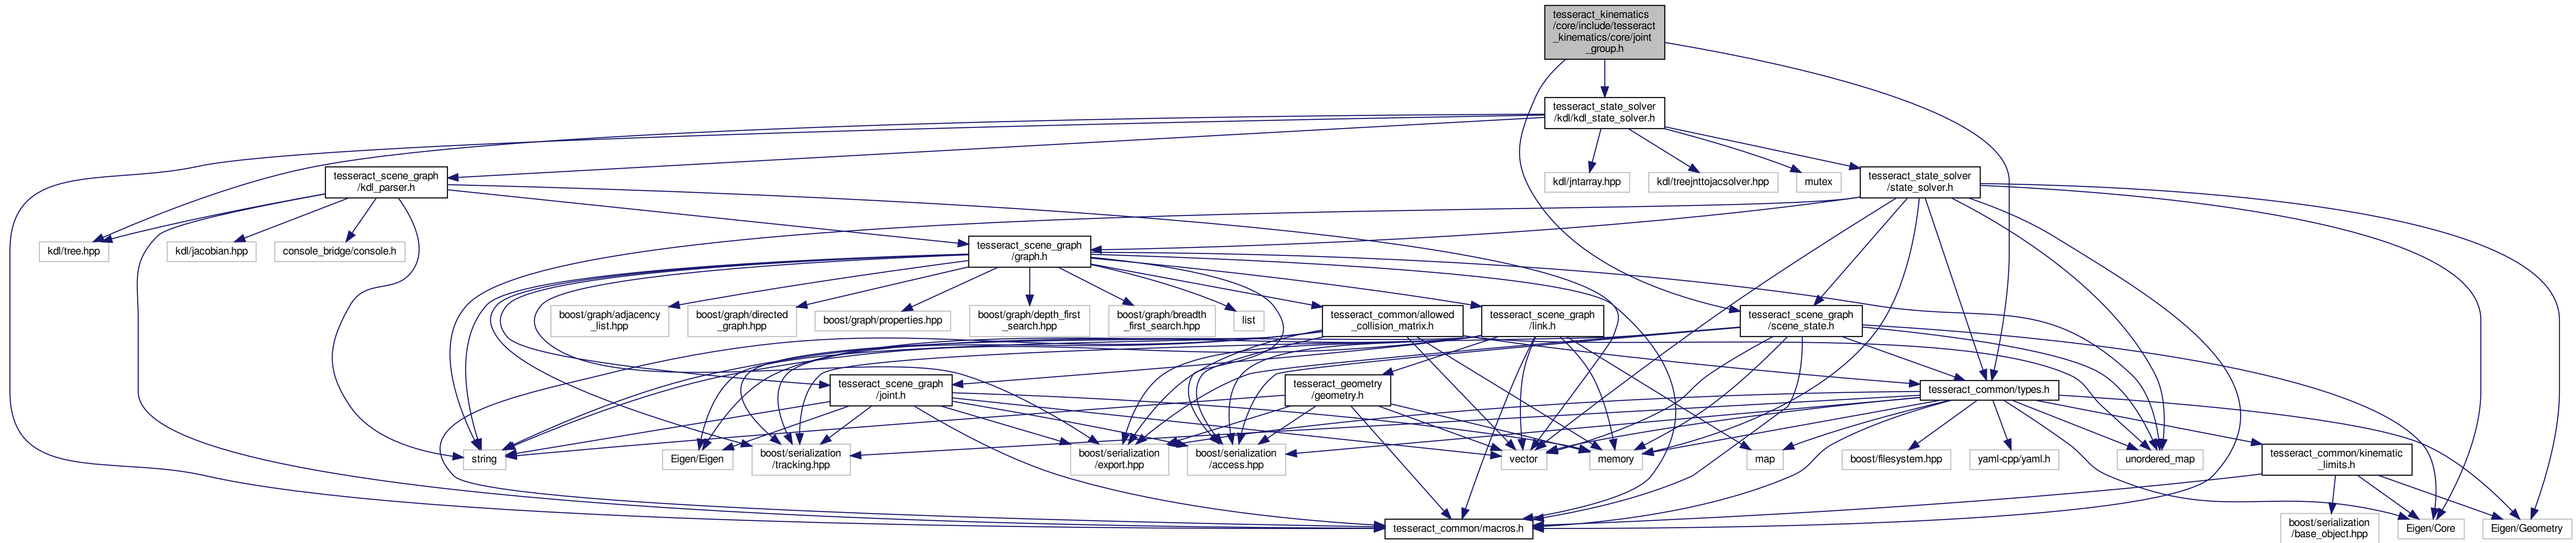 tesseract_kinematics
/core/include/tesseract
_kinematics/core/joint
_group.h
tesseract_state_solver
/kdl/kdl_state_solver.h
tesseract_scene_graph
/kdl_parser.h
kdl/jntarray.hpp
kdl/treejnttojacsolver.hpp
mutex
tesseract_state_solver
/state_solver.h
kdl/tree.hpp
kdl/jacobian.hpp
console_bridge/console.h
tesseract_scene_graph
/graph.h
boost/graph/adjacency
_list.hpp
boost/graph/directed
_graph.hpp
boost/graph/properties.hpp
boost/graph/depth_first
_search.hpp
boost/graph/breadth
_first_search.hpp
list
tesseract_common/allowed
_collision_matrix.h
tesseract_scene_graph
/link.h
tesseract_scene_graph
/scene_state.h
tesseract_scene_graph
/joint.h
tesseract_geometry
/geometry.h
tesseract_common/types.h
string
Eigen/Eigen
boost/serialization
/tracking.hpp
boost/serialization
/export.hpp
boost/serialization
/access.hpp
vector
memory
map
boost/filesystem.hpp
yaml-cpp/yaml.h
unordered_map
tesseract_common/kinematic
_limits.h
tesseract_common/macros.h
boost/serialization
/base_object.hpp
Eigen/Core
Eigen/Geometry